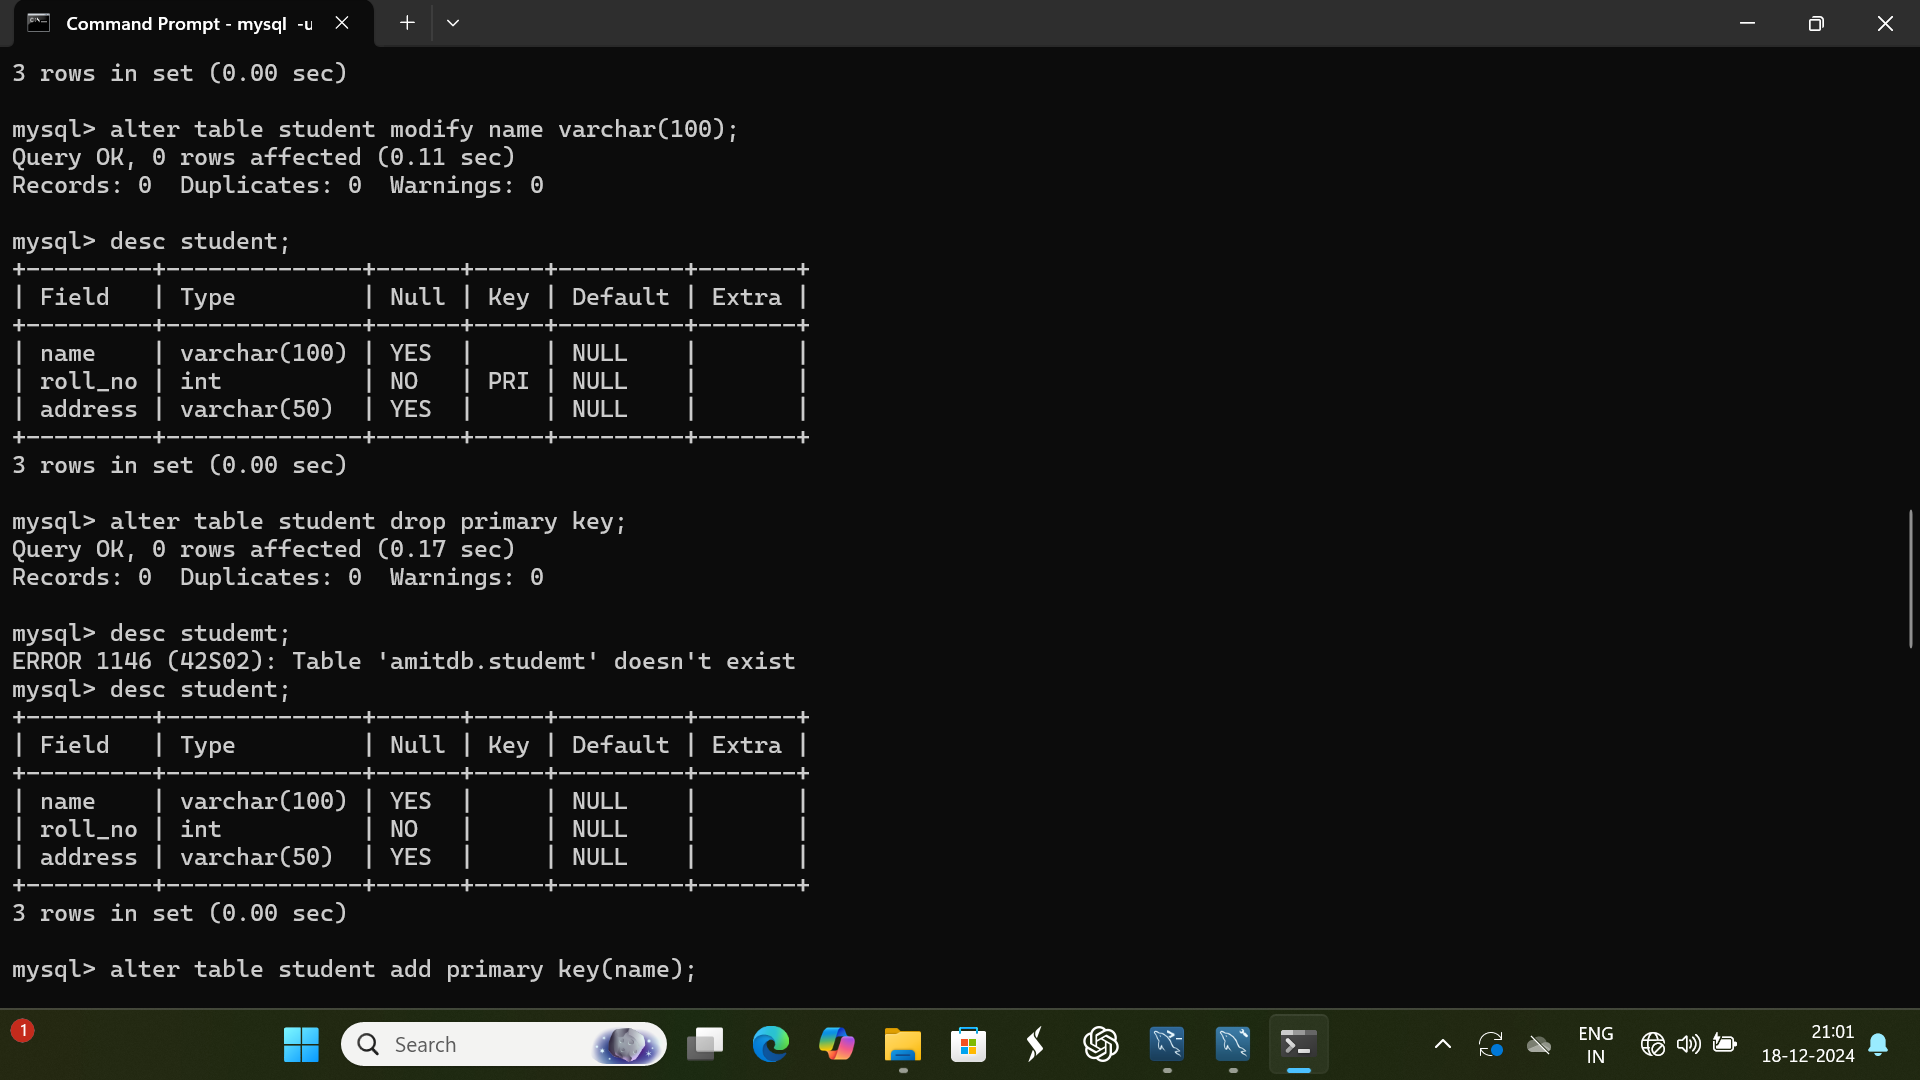 Command Prompt - mysql  -u
3 rows in set (0.00 sec)
mysql> alter table student modify name varchar(100);
Query OK, 0 rows affected (0.11 sec)
Records: 0  Duplicates: 0  Warnings: 0
mysql> desc student;
+---------+--------------+------+-----+---------+-------+
| Field   | Type         | Null | Key | Default | Extra |
+---------+--------------+------+-----+---------+-------+
| name    | varchar(100) | YES  |     | NULL    |       |
| roll_no | int          | NO   | PRI | NULL    |       |
| address | varchar(50)  | YES  |     | NULL    |       |
+---------+--------------+------+-----+---------+-------+
3 rows in set (0.00 sec)
mysql> alter table student drop primary key;
Query OK, 0 rows affected (0.17 sec)
Records: 0  Duplicates: 0  Warnings: 0
mysql> desc studemt;
ERROR 1146 (42S02): Table 'amitdb.studemt' doesn't exist
mysql> desc student;
+---------+--------------+------+-----+---------+-------+
| Field   | Type         | Null | Key | Default | Extra |
+---------+--------------+------+-----+---------+-------+
| name    | varchar(100) | YES  |     | NULL    |       |
| roll_no | int          | NO   |     | NULL    |       |
| address | varchar(50)  | YES  |     | NULL    |       |
+---------+--------------+------+-----+---------+-------+
3 rows in set (0.00 sec)
mysql> alter table student add primary key(name);
1
Search
ENG
IN
21:01
18-12-2024